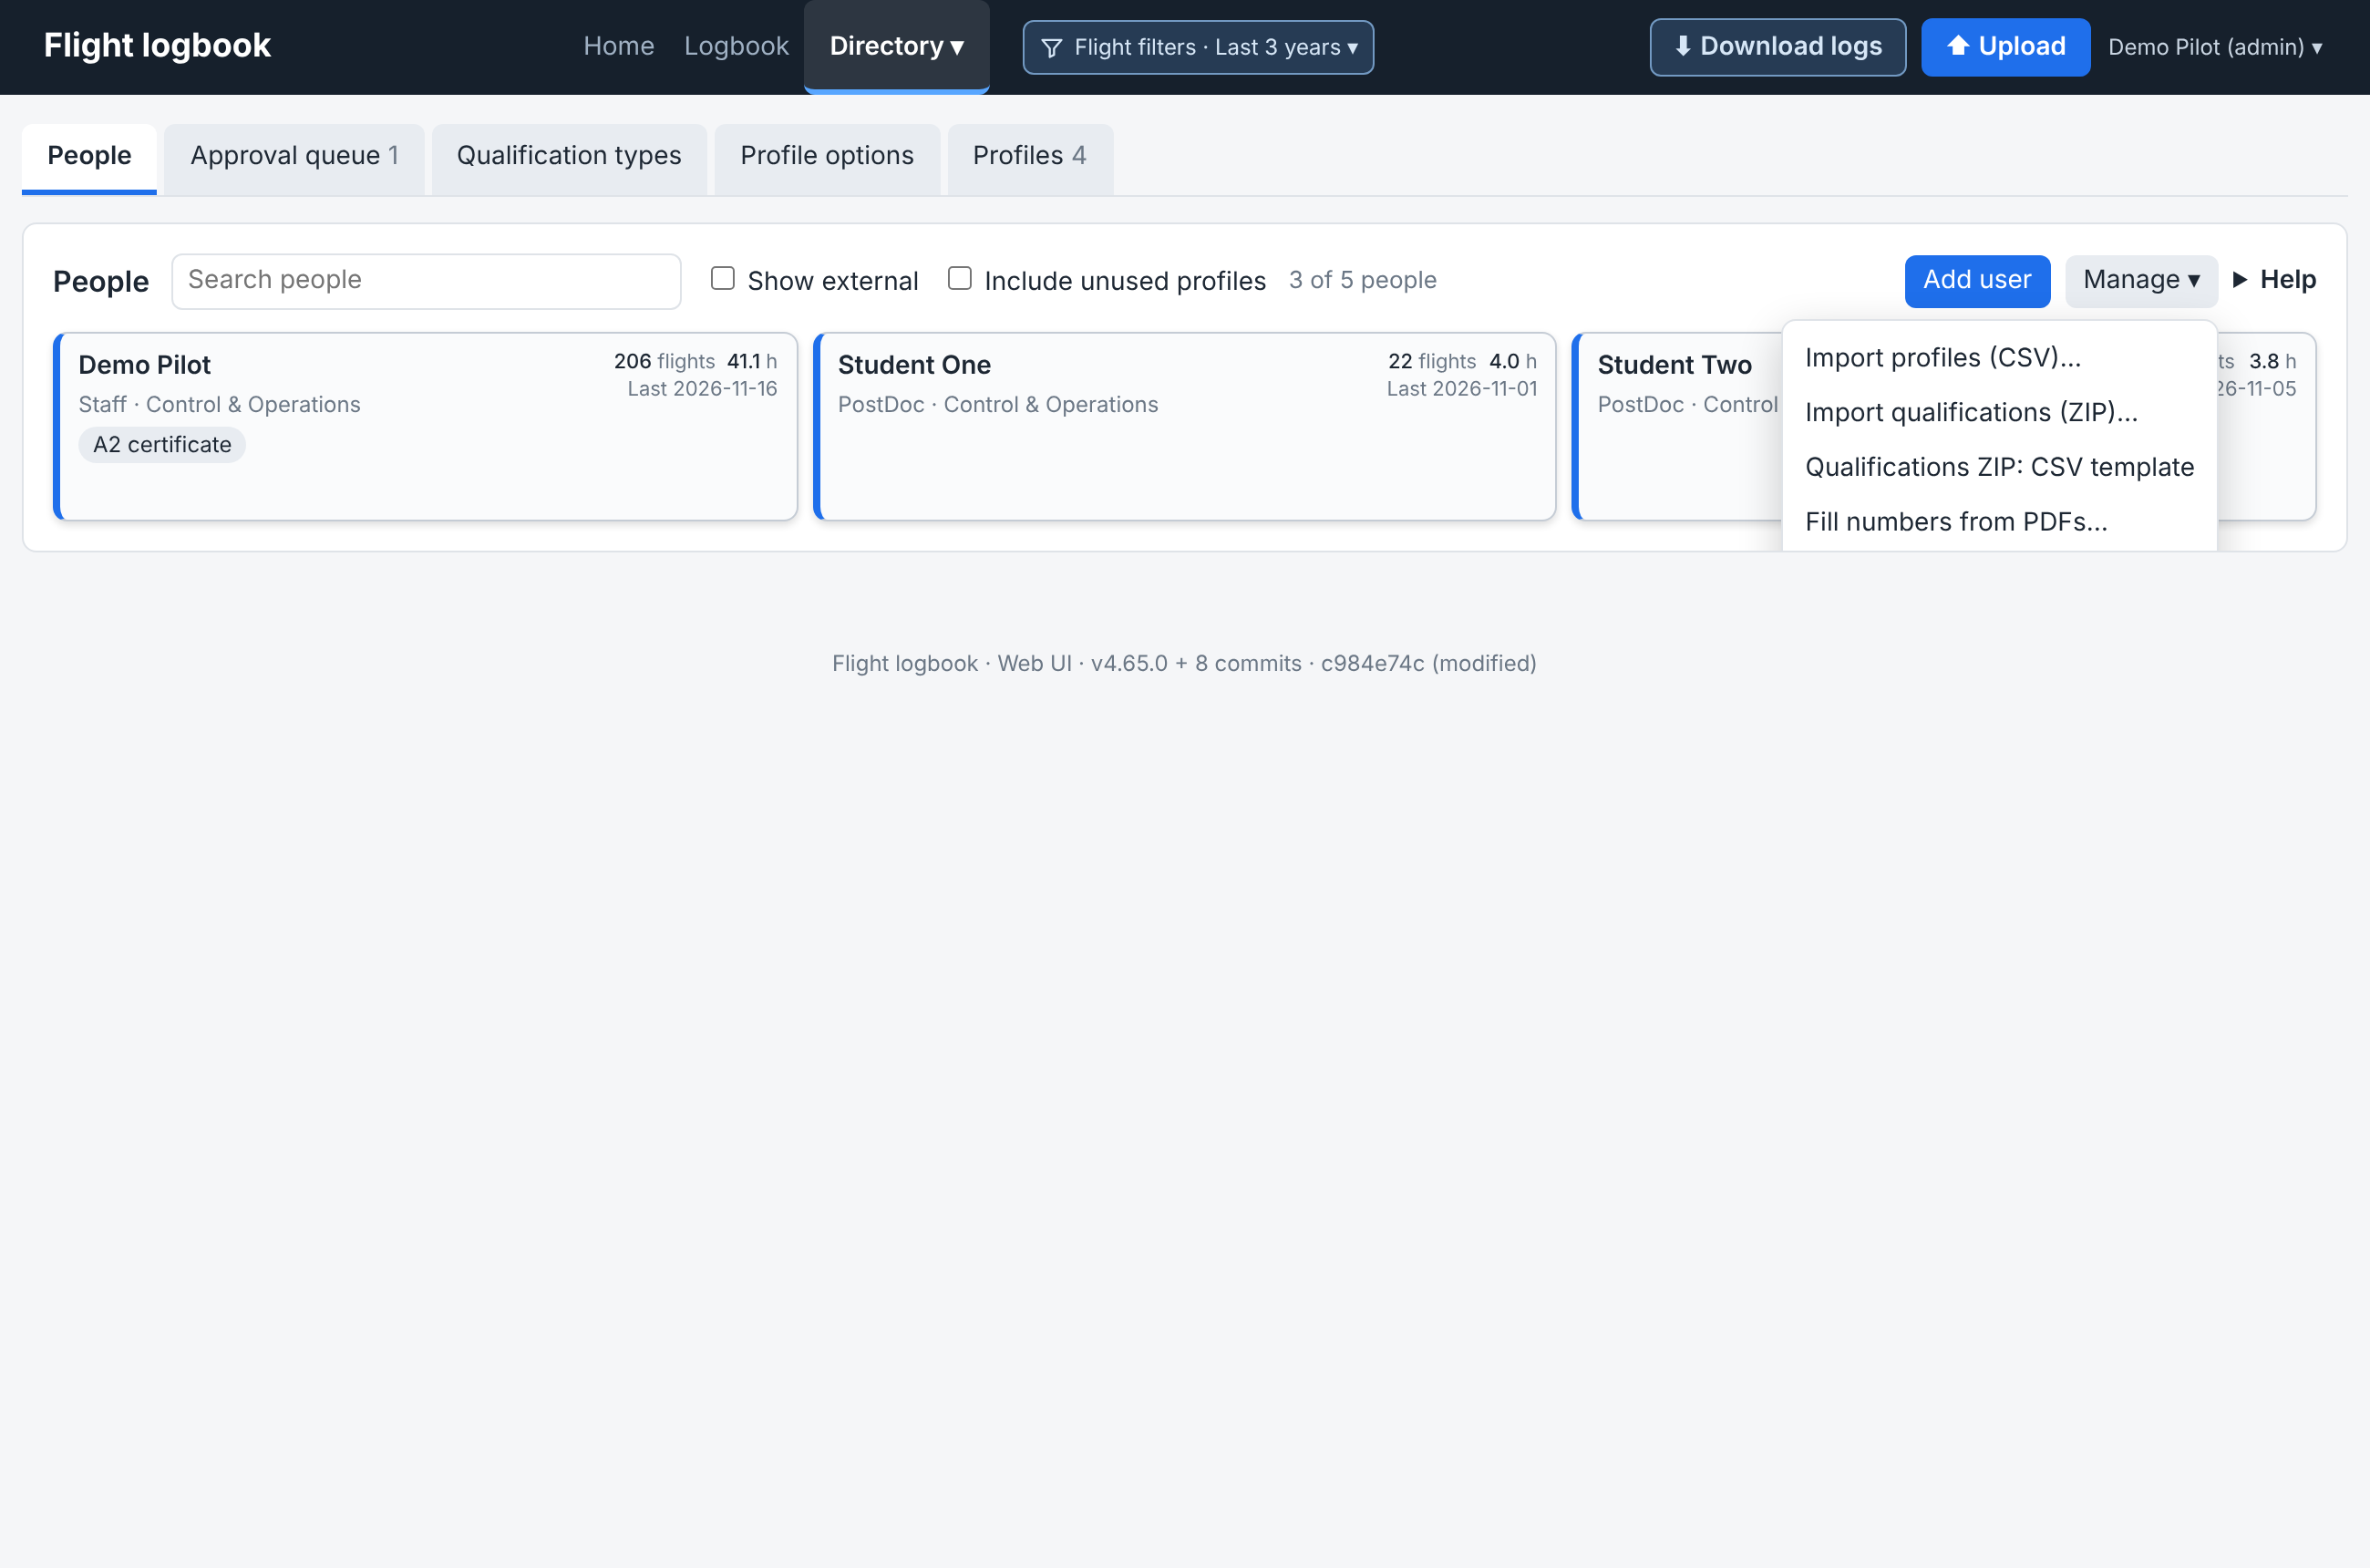 Flight logbook
Home Logbook Directory ▾ Flight filters · Last 3 years ▾ ⬇ Download logs ⬆ Upload Demo Pilot (admin) ▾
People Approval queue 1 Qualification types Profile options Profiles 4
People Search people Show external Include unused profiles 3 of 5 people Add user Manage ▾ ▶ Help
Demo Pilot 206 flights 41.1 h
Last 2026-11-16
Staff · Control & Operations
A2 certificate
Student One 22 flights 4.0 h
Last 2026-11-01
PostDoc · Control & Operations
Student Two 3.8 h
26-11-05
PostDoc · Control
Import profiles (CSV)...
Import qualifications (ZIP)...
Qualifications ZIP: CSV template
Fill numbers from PDFs...
Flight logbook · Web UI · v4.65.0 + 8 commits · c984e74c (modified)